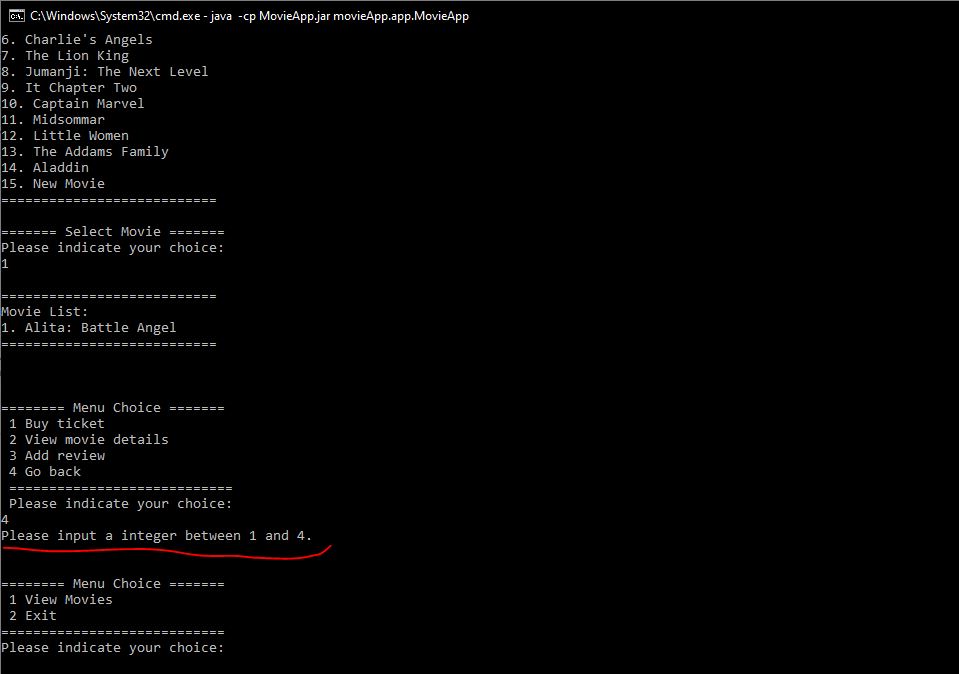 C:\Windows\System32\cmd.exe - java -cp MovieApp.jar movieApp.app.MovieApp
6. Charlie's Angels
7. The Lion King
8. Jumanji: The Next Level
9. It Chapter Two
10. Captain Marvel
11. Midsommar
12. Little Women
13. The Addams Family
14. Aladdin
15. New Movie
===========================
======= Select Movie =======
Please indicate your choice:
1
===========================
Movie List:
1. Alita: Battle Angel
===========================
======== Menu Choice =======
1 Buy ticket
2 View movie details
3 Add review
4 Go back
============================
Please indicate your choice:
4
Please input a integer between 1 and 4.
======== Menu Choice =======
1 View Movies
2 Exit
============================
Please indicate your choice: